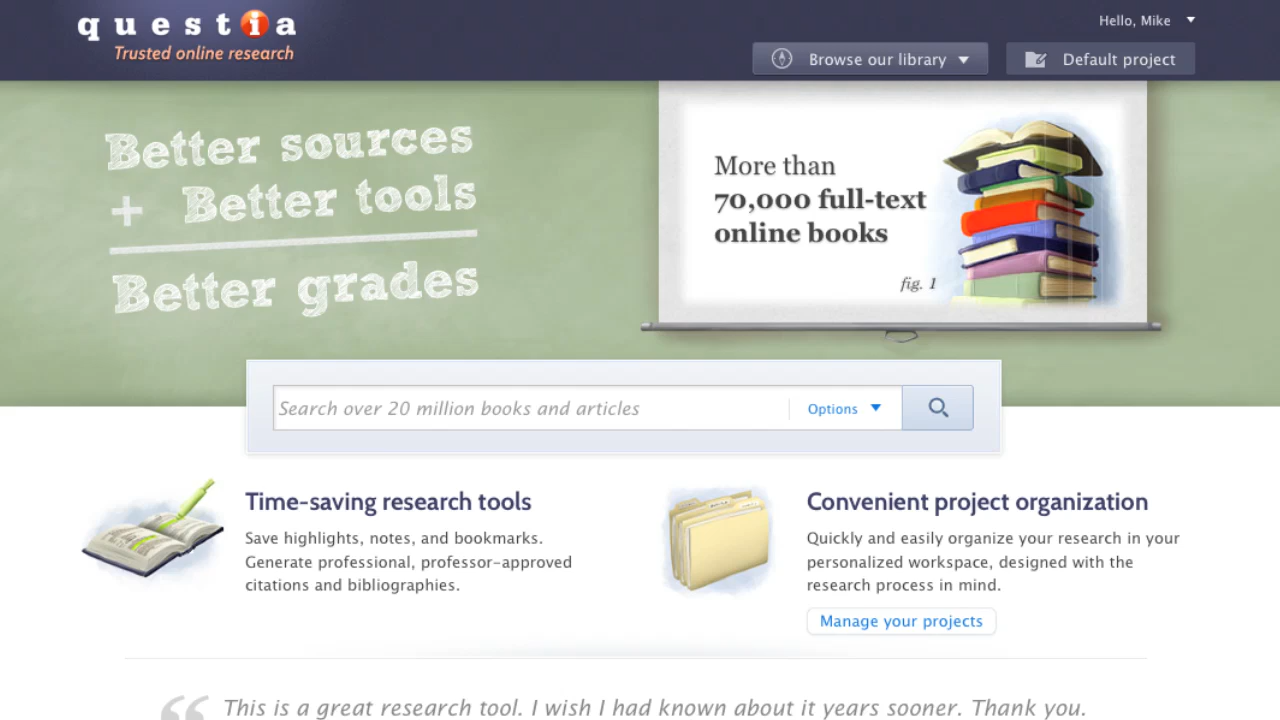 questia
Trusted online research
Hello, Mike
Browse our library
Default project
Better sources
+ Better tools
Better grades
More than
70,000 full-text
online books
fig. 1
Search over 20 million books and articles
Options
Time-saving research tools
Save highlights, notes, and bookmarks.
Generate professional, professor-approved
citations and bibliographies.
Convenient project organization
Quickly and easily organize your research in your
personalized workspace, designed with the
research process in mind.
Manage your projects
“ This is a great research tool. I wish I had known about it years sooner. Thank you.